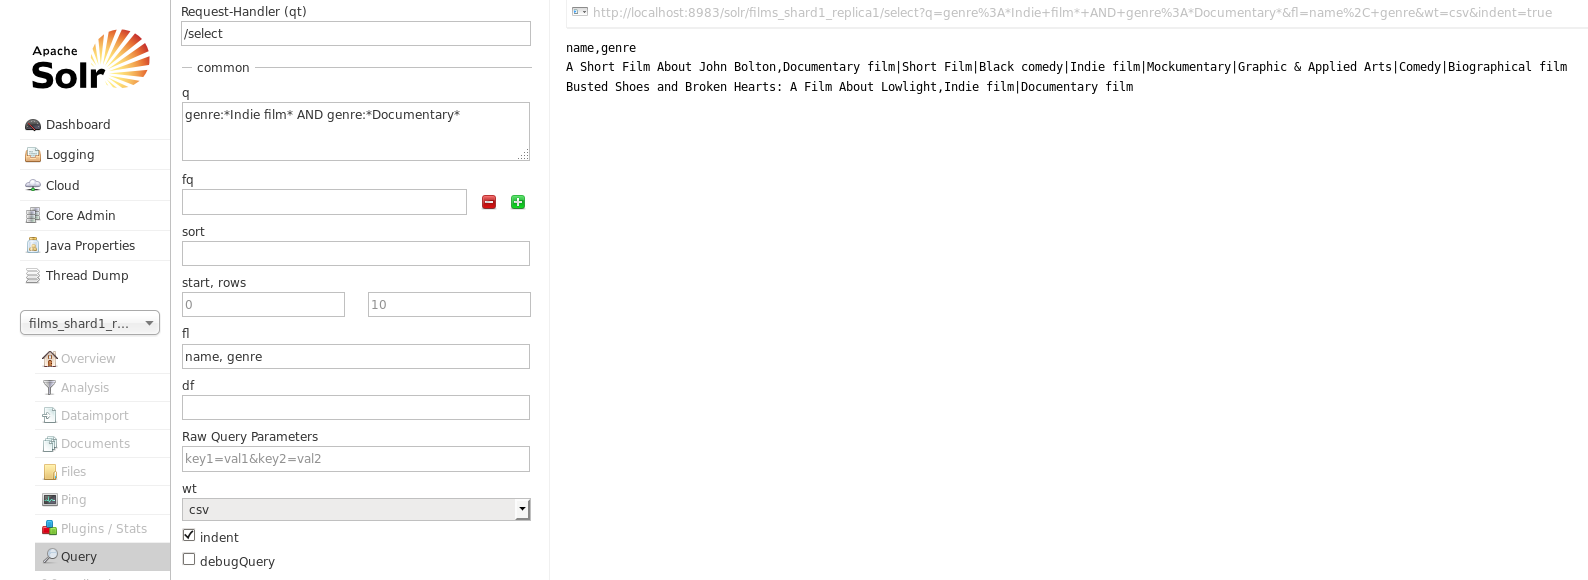 Apache
Solr
Dashboard
Logging
Cloud
Core Admin
Java Properties
Thread Dump
films_shard1_r...
Overview
Analysis
Dataimport
Documents
Files
Ping
Plugins / Stats
Query
Request-Handler (qt)
/select
common
q
genre:*Indie film* AND genre:*Documentary*
fq
sort
start, rows
0 10
fl
name, genre
df
Raw Query Parameters
key1=val1&key2=val2
wt
csv
indent
debugQuery
http://localhost:8983/solr/films_shard1_replica1/select?q=genre%3A*Indie+film*+AND+genre%3A*Documentary*&fl=name%2C+genre&wt=csv&indent=true
name,genre
A Short Film About John Bolton,Documentary film|Short Film|Black comedy|Indie film|Mockumentary|Graphic & Applied Arts|Comedy|Biographical film
Busted Shoes and Broken Hearts: A Film About Lowlight,Indie film|Documentary film